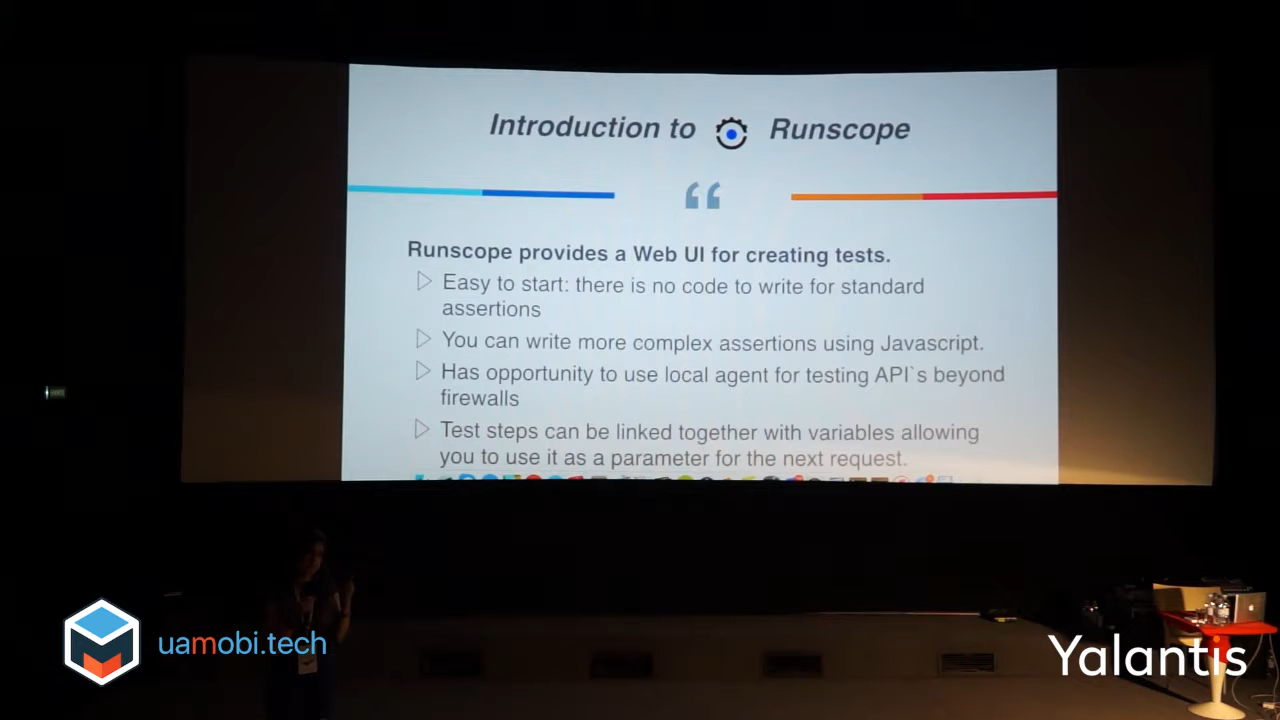 Introduction to Runscope
“
Runscope provides a Web UI for creating tests.
Easy to start: there is no code to write for standard
assertions
You can write more complex assertions using Javascript.
Has opportunity to use local agent for testing API`s beyond
firewalls
Test steps can be linked together with variables allowing
you to use it as a parameter for the next request.
uamobi.tech
Yalantis